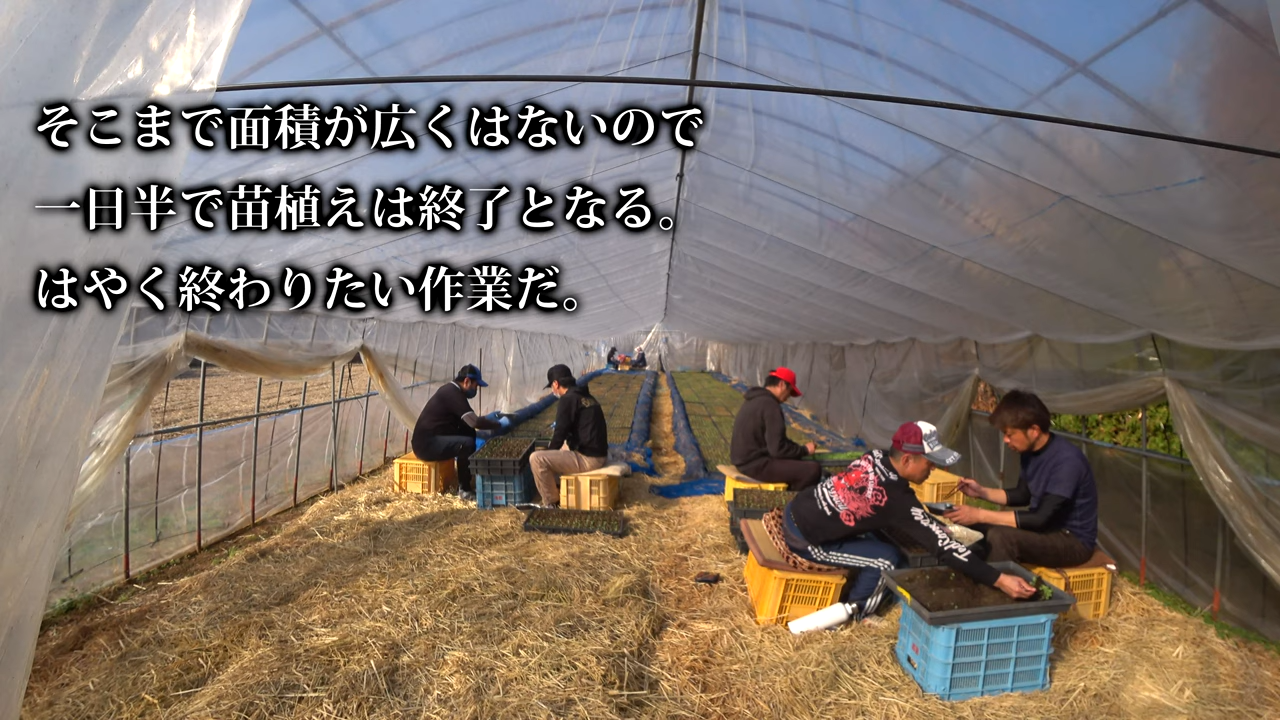 そこまで面積が広くはないので
一日半で苗植えは終了となる。
はやく終わりたい作業だ。